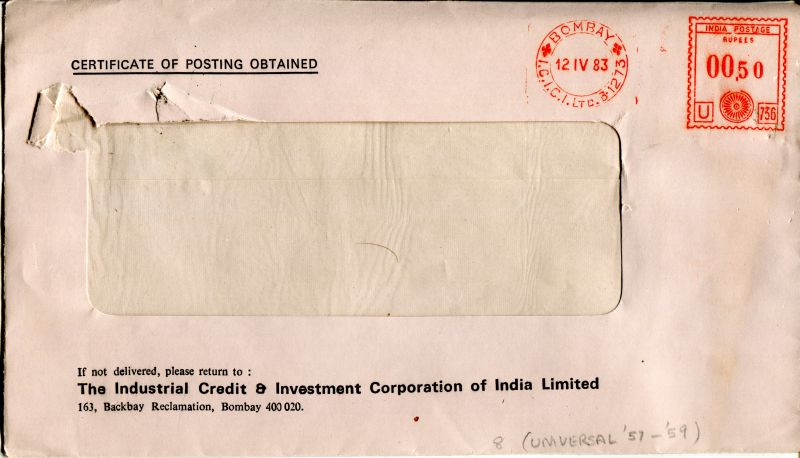 CERTIFICATE OF POSTING OBTAINED
BOMBAY
12 IV 83
I.C.I.C.I. LTD. B-1273
INDIA POSTAGE
RUPEES
00,50
U
736
If not delivered, please return to :
The Industrial Credit & Investment Corporation of India Limited
163, Backbay Reclamation, Bombay 400 020.
8 (UNIVERSAL '57-'59)